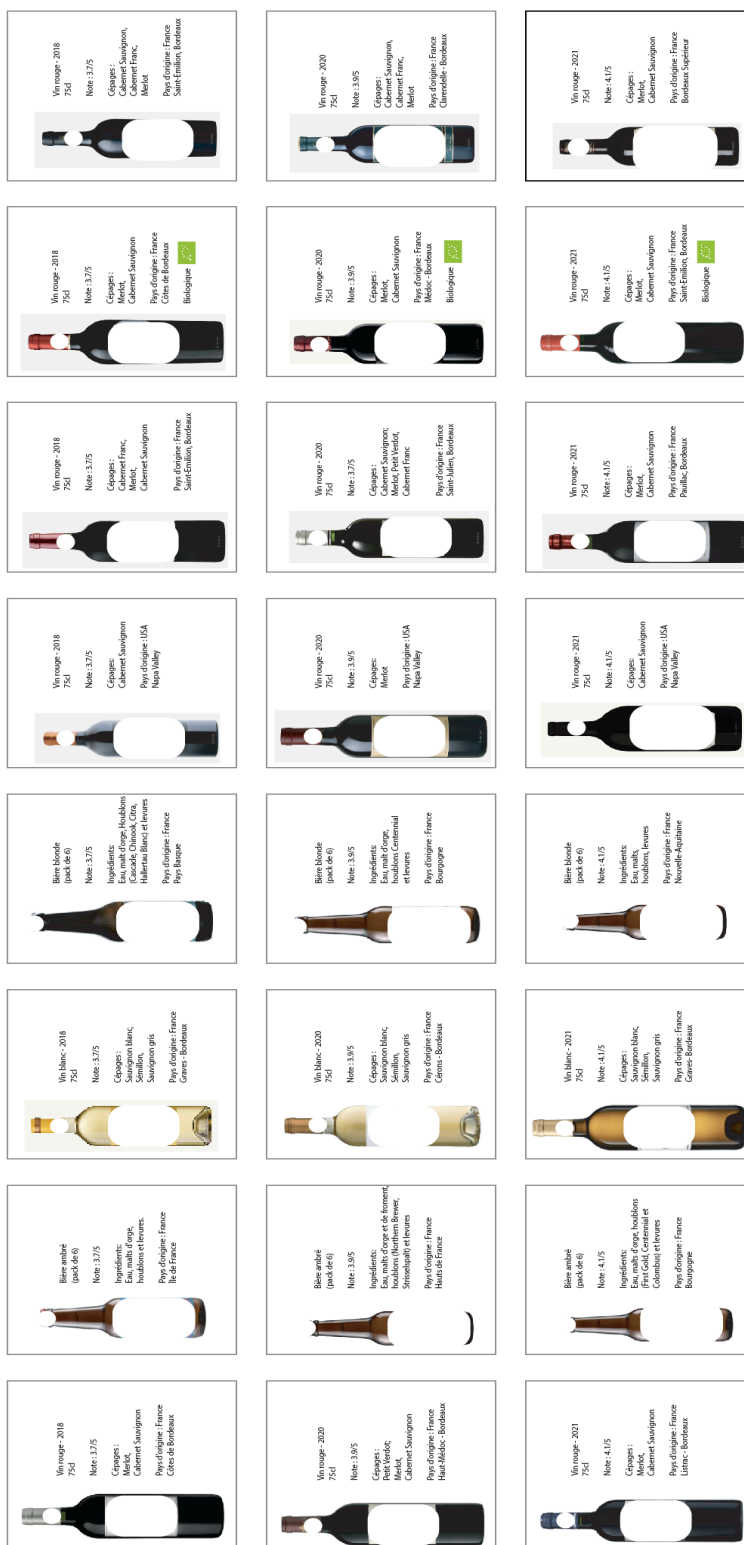 Vin rouge - 2018
75cl
Note : 3.7/5
Cépages :
Merlot,
Cabernet Sauvignon
Pays d'origine : France
Côtes de Bordeaux
Bière ambré
(pack de 6)
Note : 3.7/5
Ingrédients:
Eau, malts d'orge,
houblons et levures.
Pays d'origine : France
Ile de France
Vin blanc - 2018
75cl
Note : 3.7/5
Cépages :
Sauvignon blanc,
Sémillon,
Sauvignon gris
Pays d'origine : France
Graves - Bordeaux
Bière blonde
(pack de 6)
Note : 3.7/5
Ingrédients:
Eau, malt d'orge, Houblons
(Cascade, Chinook, Citra,
Hallertau Blanc) et levures
Pays d'origine : France
Pays Basque
Vin rouge - 2018
75cl
Note : 3.7/5
Cépages:
Cabernet Sauvignon
Pays d'origine : USA
Napa Valley
Vin rouge - 2018
75cl
Note : 3.7/5
Cépages :
Cabernet Franc,
Merlot,
Cabernet Sauvignon
Pays d'origine : France
Saint-Emilion, Bordeaux
Vin rouge - 2018
75cl
Note : 3.7/5
Cépages :
Merlot,
Cabernet Sauvignon
Pays d'origine : France
Côtes de Bordeaux
Biologique
Vin rouge - 2018
75cl
Note : 3.7/5
Cépages :
Cabernet Sauvignon,
Cabernet Franc,
Merlot
Pays d'origine : France
Saint-Emilion, Bordeaux
Vin rouge - 2020
75cl
Note : 3.9/5
Cépages :
Petit Verdot;
Merlot,
Cabernet Sauvignon
Pays d'origine : France
Haut-Médoc - Bordeaux
Bière ambré
(pack de 6)
Note : 3.9/5
Ingrédients:
Eau, malts d'orge et de froment,
houblons (Northern Brewer,
Strisselspalt) et levures
Pays d'origine : France
Hauts de France
Vin blanc - 2020
75cl
Note : 3.9/5
Cépages :
Sauvignon blanc,
Sémillon,
Sauvignon gris
Pays d'origine : France
Cérons - Bordeaux
Bière blonde
(pack de 6)
Note : 3.9/5
Ingrédients:
Eau, malt d'orge,
houblons Centennial
et levures
Pays d'origine : France
Bourgogne
Vin rouge - 2020
75cl
Note : 3.9/5
Cépages:
Merlot
Pays d'origine : USA
Napa Valley
Vin rouge - 2020
75cl
Note : 3.7/5
Cépages :
Cabernet Sauvignon;
Merlot, Petit Verdot,
Cabernet Franc
Pays d'origine : France
Saint-Julien, Bordeaux
Vin rouge - 2020
75cl
Note : 3.9/5
Cépages :
Merlot,
Cabernet Sauvignon
Pays d'origine : France
Médoc - Bordeaux
Biologique
Vin rouge - 2020
75cl
Note : 3.9/5
Cépages :
Cabernet Sauvignon,
Cabernet Franc,
Merlot
Pays d'origine : France
Clarendelle - Bordeaux
Vin rouge - 2021
75cl
Note : 4.1/5
Cépages :
Merlot,
Cabernet Sauvignon
Pays d'origine : France
Listrac - Bordeaux
Bière ambré
(pack de 6)
Note : 4.1/5
Ingrédients:
Eau, malts d'orge, houblons
(First Gold, Centennial et
Colombus) et levures
Pays d'origine : France
Bourgogne
Vin blanc - 2021
75cl
Note : 4.1/5
Cépages :
Sauvignon blanc,
Sémillon,
Sauvignon gris
Pays d'origine : France
Graves- Bordeaux
Bière blonde
(pack de 6)
Note : 4.1/5
Ingrédients:
Eau, malts,
houblons, levures
Pays d'origine : France
Nouvelle-Aquitaine
Vin rouge - 2021
75cl
Note : 4.1/5
Cépages:
Cabernet Sauvignon
Pays d'origine : USA
Napa Valley
Vin rouge - 2021
75cl
Note : 4.1/5
Cépages :
Merlot,
Cabernet Sauvignon
Pays d'origine : France
Pauillac, Bordeaux
Vin rouge - 2021
75cl
Note : 4.1/5
Cépages :
Merlot,
Cabernet Sauvignon
Pays d'origine : France
Saint-Emilion, Bordeaux
Biologique
Vin rouge - 2021
75cl
Note : 4.1/5
Cépages :
Merlot,
Cabernet Sauvignon
Pays d'origine : France
Bordeaux Supérieur